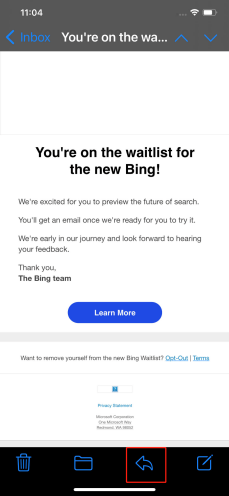 11:04
Inbox You're on the wa...
You're on the waitlist for
the new Bing!
We're excited for you to preview the future of search.
You'll get an email once we're ready for you to try it.
We're early in our journey and look forward to hearing
your feedback.
Thank you,
The Bing team
Learn More
Want to remove yourself from the new Bing Waitlist? Opt-Out | Terms
Privacy Statement
Microsoft Corporation
One Microsoft Way
Redmond, WA 98052